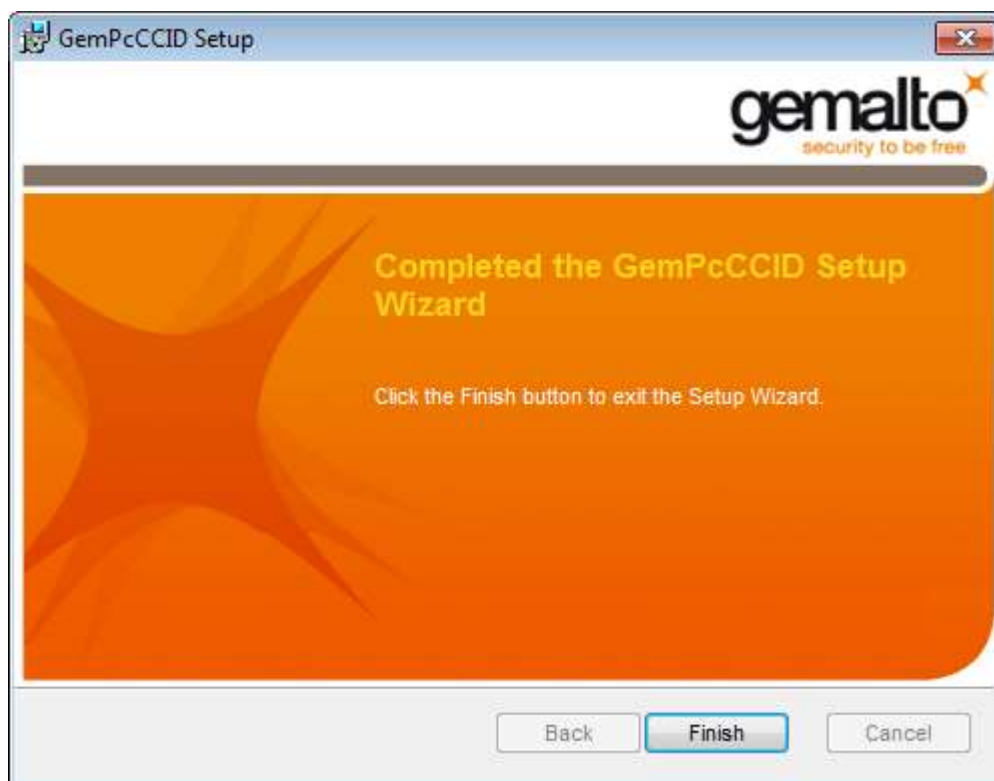 GemPcCCID Setup
gemalto
security to be free
Completed the GemPcCCID Setup
Wizard
Click the Finish button to exit the Setup Wizard.
Back
Finish
Cancel